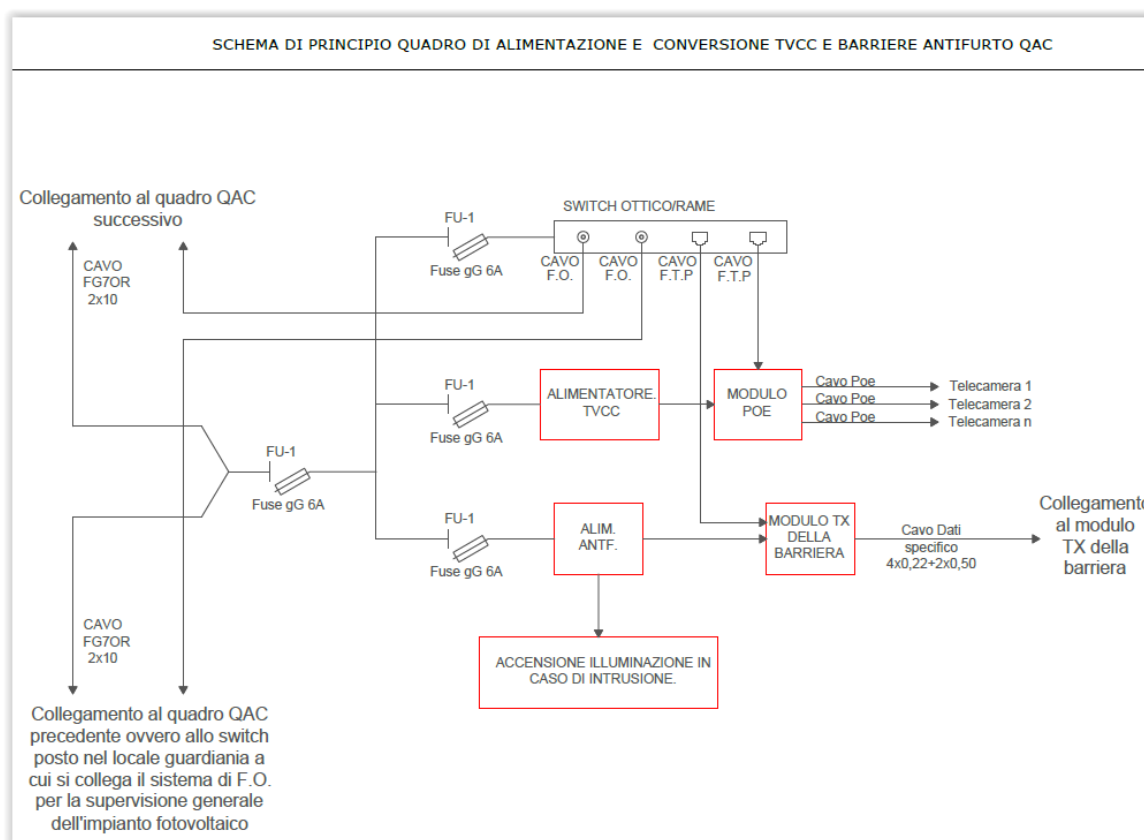 SCHEMA DI PRINCIPIO QUADRO DI ALIMENTAZIONE E CONVERSIONE TVCC E BARRIERE ANTIFURTO QAC
Collegamento al quadro QAC
successivo
CAVO
FG7OR
2x10
FU-1
Fuse gG 6A
SWITCH OTTICO/RAME
CAVO
F.O.
CAVO
F.O.
CAVO
F.T.P
CAVO
F.T.P
FU-1
Fuse gG 6A
ALIMENTATORE.
TVCC
MODULO
POE
Cavo Poe
Cavo Poe
Cavo Poe
Telecamera 1
Telecamera 2
Telecamera n
FU-1
Fuse gG 6A
FU-1
Fuse gG 6A
ALIM.
ANTF.
MODULO TX
DELLA
BARRIERA
Cavo Dati
specifico
4x0,22+2x0,50
Collegamento
al modulo
TX della
barriera
ACCENSIONE ILLUMINAZIONE IN
CASO DI INTRUSIONE.
CAVO
FG7OR
2x10
Collegamento al quadro QAC
precedente ovvero allo switch
posto nel locale guardiania a
cui si collega il sistema di F.O.
per la supervisione generale
dell'impianto fotovoltaico